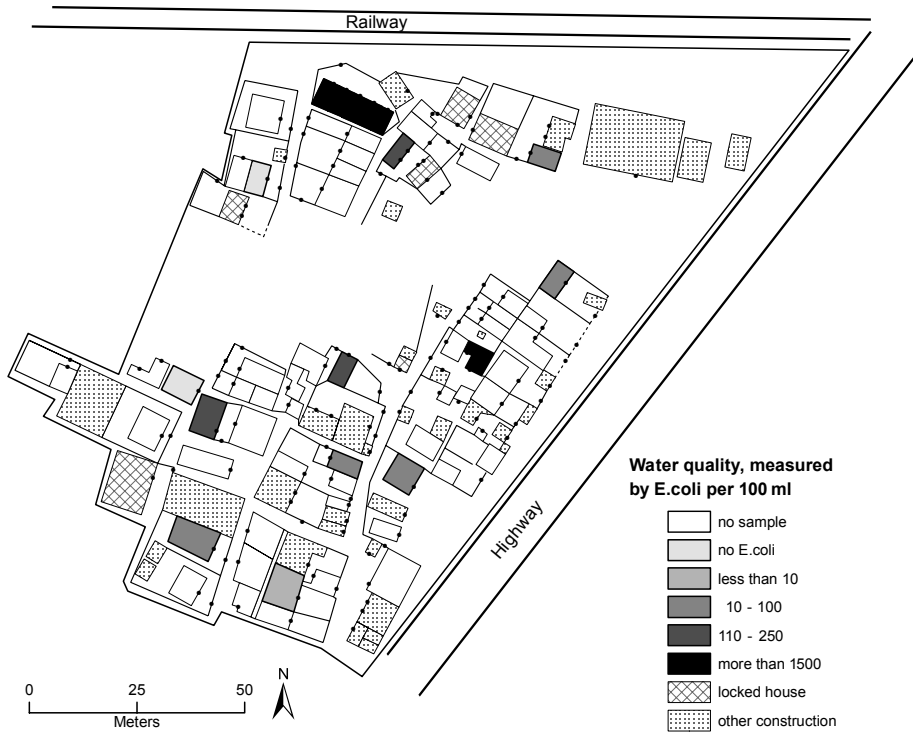 Railway
Highway
Water quality, measured
by E.coli per 100 ml
no sample
no E.coli
less than 10
10 - 100
110 - 250
more than 1500
locked house
other construction
0 25 50
Meters
N